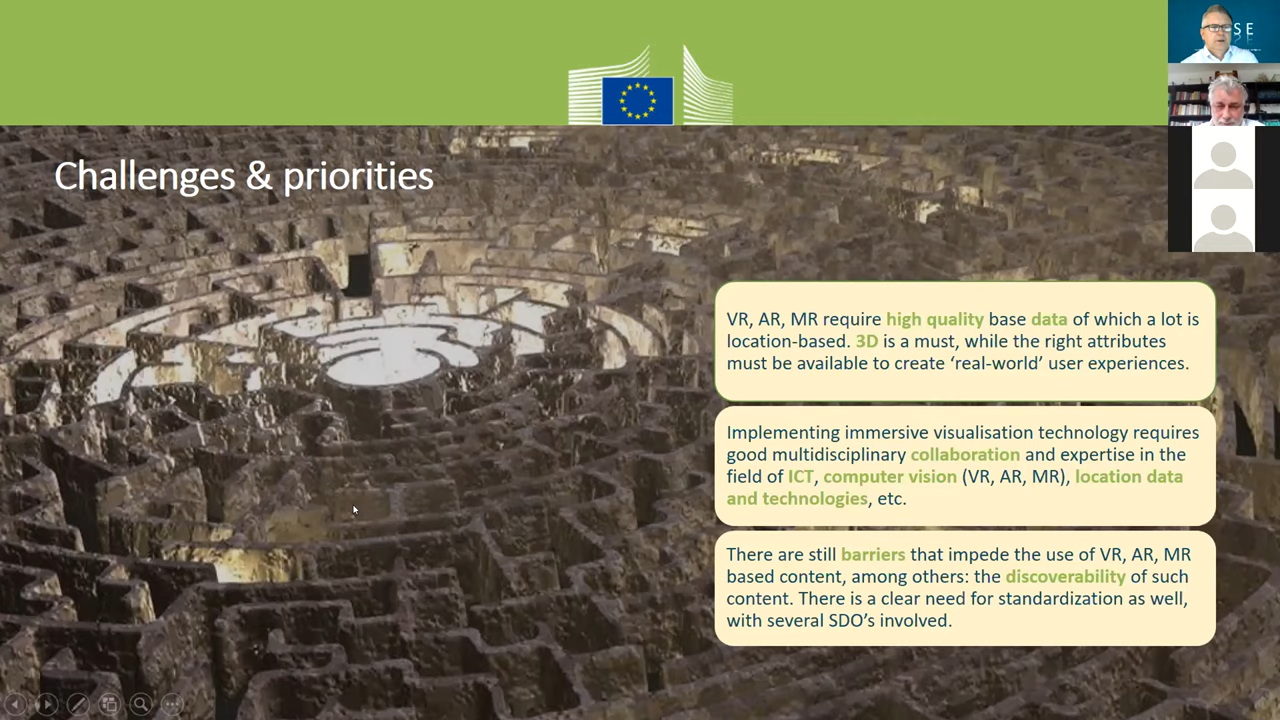 SE
Challenges & priorities
VR, AR, MR require high quality base data of which a lot is
location-based. 3D is a must, while the right attributes
must be available to create ‘real-world’ user experiences.
Implementing immersive visualisation technology requires
good multidisciplinary collaboration and expertise in the
field of ICT, computer vision (VR, AR, MR), location data
and technologies, etc.
There are still barriers that impede the use of VR, AR, MR
based content, among others: the discoverability of such
content. There is a clear need for standardization as well,
with several SDO’s involved.